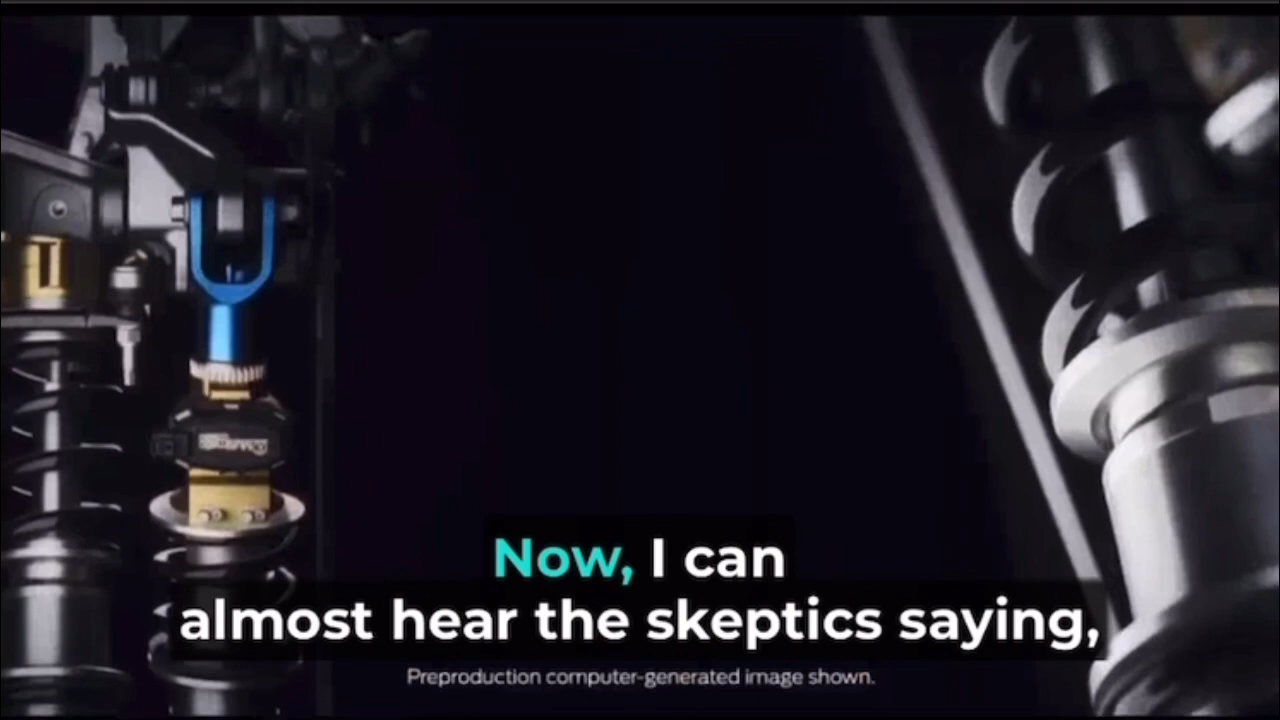 Now, I can
almost hear the skeptics saying,
Preproduction computer-generated image shown.